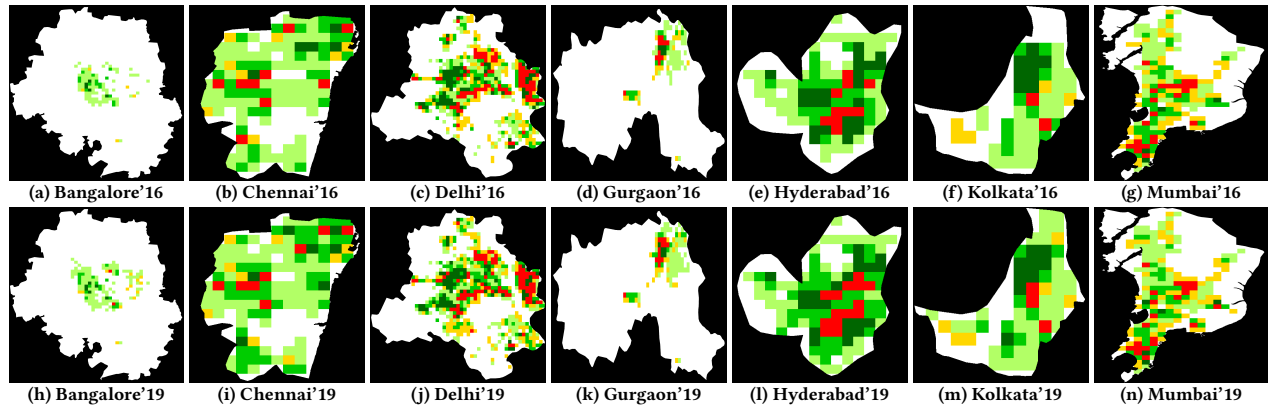 (a) Bangalore’16 (b) Chennai’16 (c) Delhi’16 (d) Gurgaon’16 (e) Hyderabad’16 (f) Kolkata’16 (g) Mumbai’16
(h) Bangalore’19 (i) Chennai’19 (j) Delhi’19 (k) Gurgaon’19 (l) Hyderabad’19 (m) Kolkata’19 (n) Mumbai’19